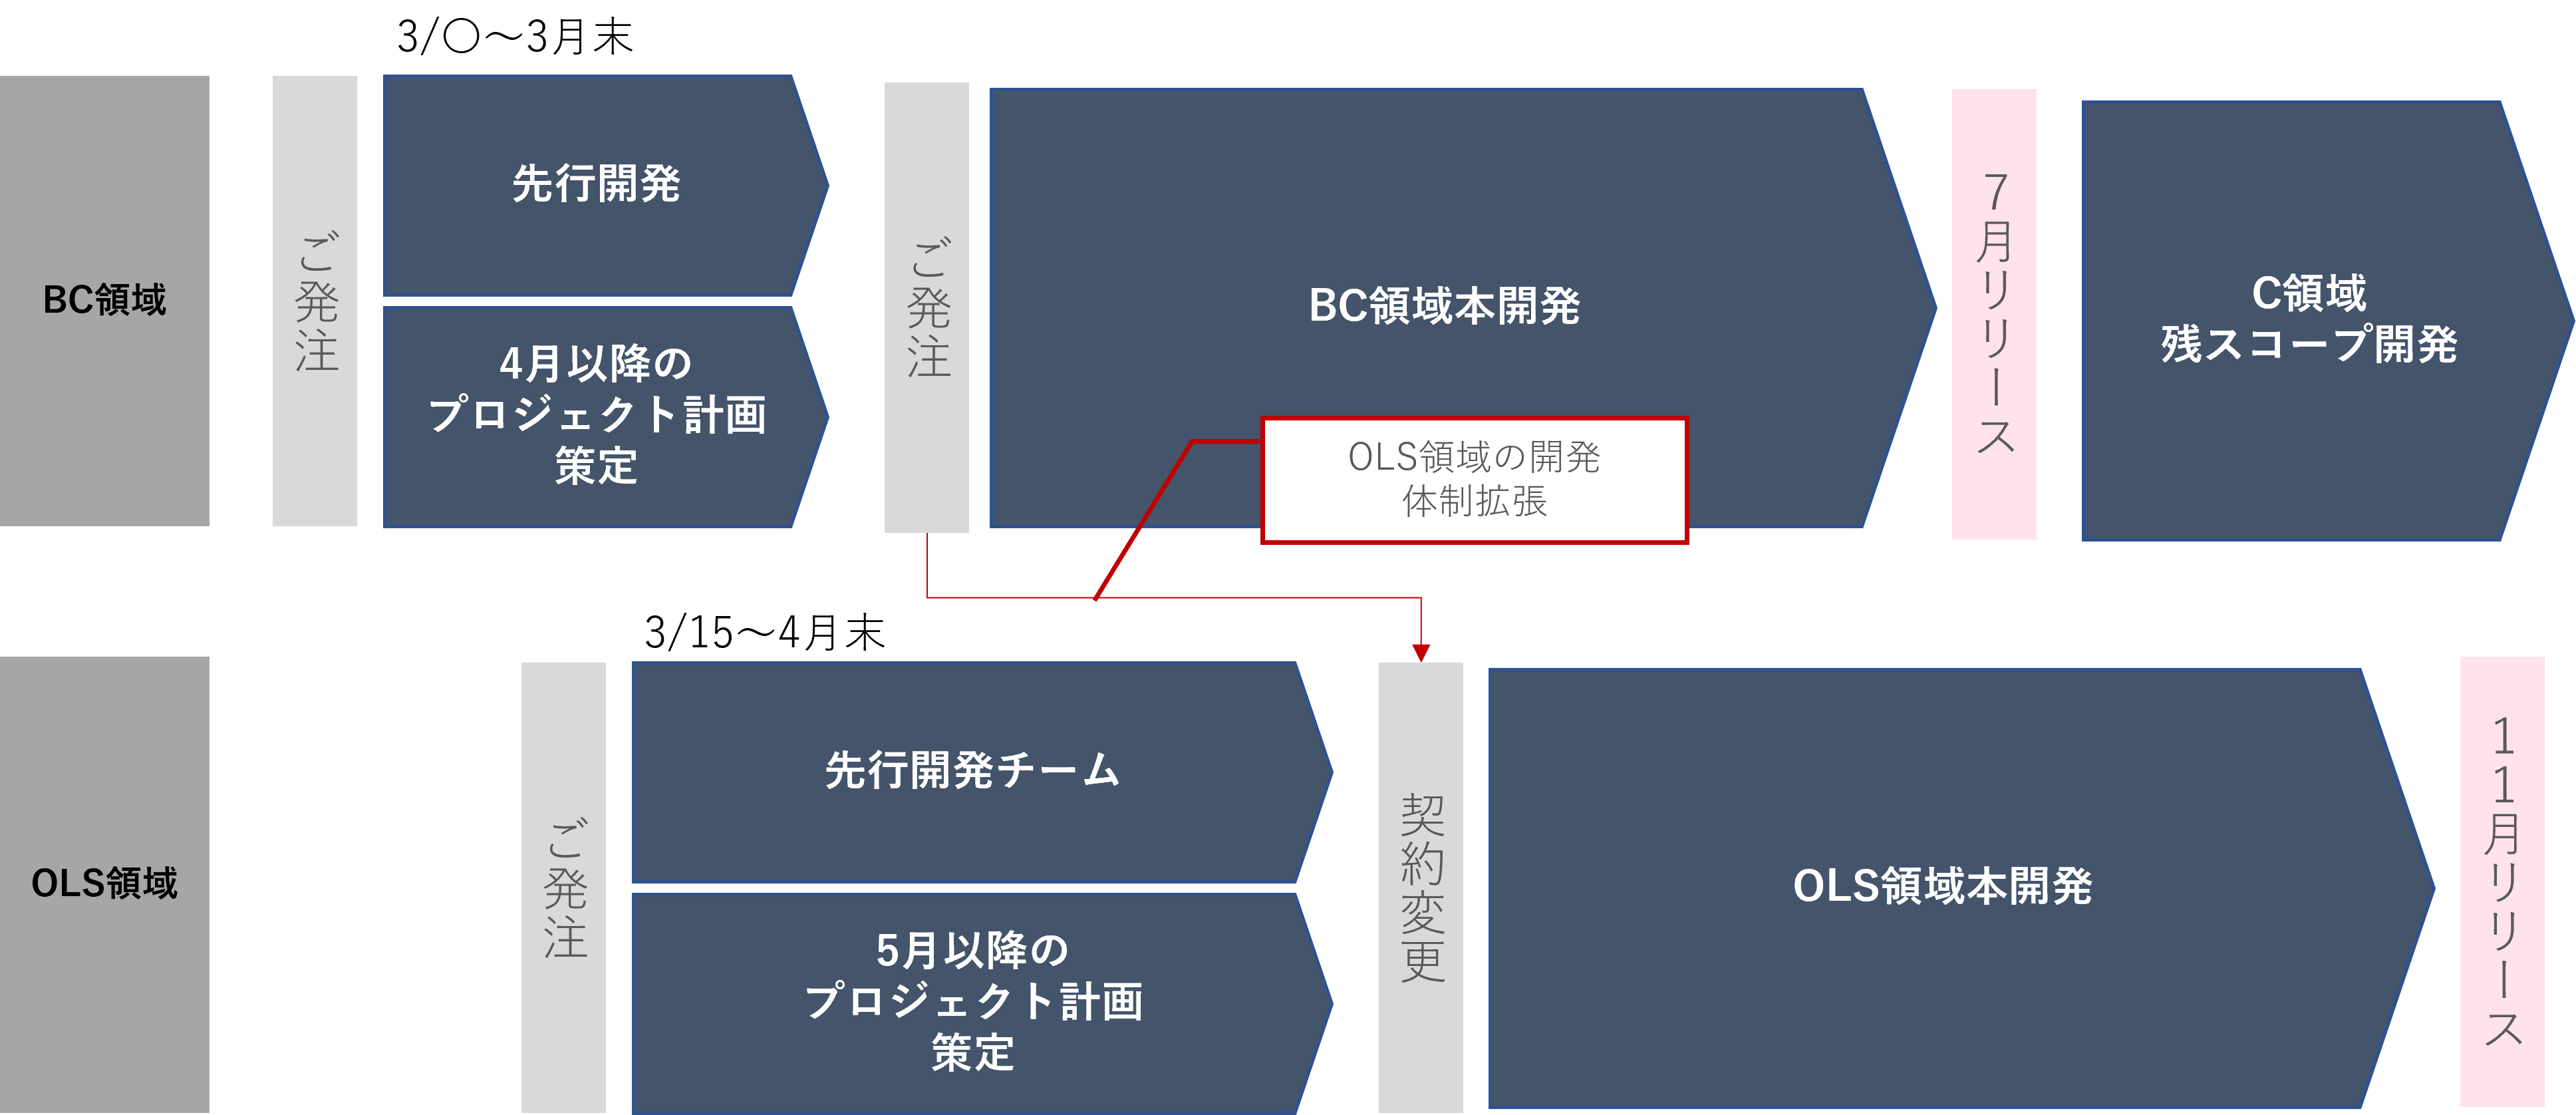 3/〇～3月末
BC領域
ご発注
先行開発
4月以降の
プロジェクト計画
策定
ご発注
BC領域本開発
7月リリース
C領域
残スコープ開発
OLS領域の開発
体制拡張
3/15～4月末
OLS領域
ご発注
先行開発チーム
5月以降の
プロジェクト計画
策定
契約変更
OLS領域本開発
11月リリース